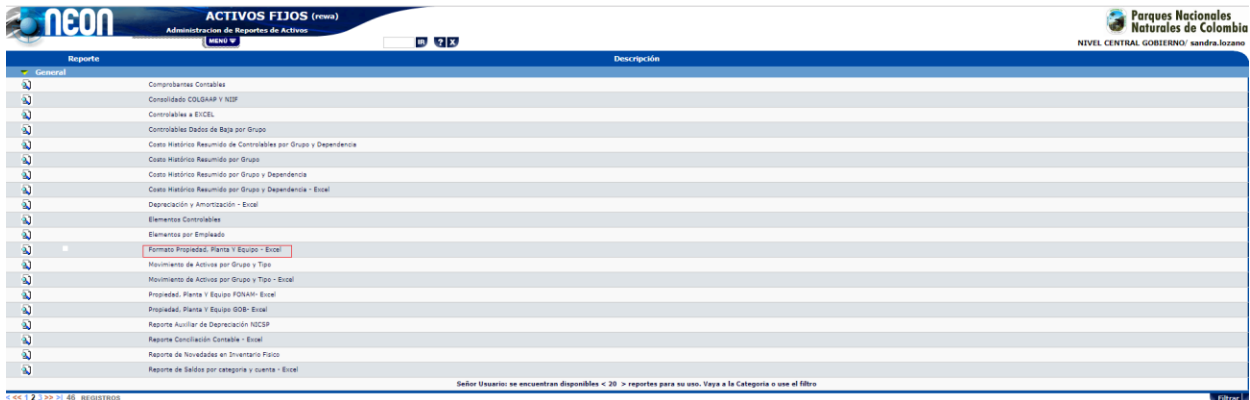 neon
ACTIVOS FIJOS (rewa)
Administracion de Reportes de Activos
MENÚ
IR ? X
Parques Nacionales
Naturales de Colombia
NIVEL CENTRAL GOBIERNO/ sandra.lozano
Reporte Descripción
General
Comprobantes Contables
Consolidado COLGAAP Y NIIF
Controlables a EXCEL
Controlables Dados de Baja por Grupo
Costo Histórico Resumido de Controlables por Grupo y Dependencia
Costo Histórico Resumido por Grupo
Costo Histórico Resumido por Grupo y Dependencia
Costo Histórico Resumido por Grupo y Dependencia - Excel
Depreciación y Amortización - Excel
Elementos Controlables
Elementos por Empleado
Formato Propiedad, Planta Y Equipo - Excel
Movimiento de Activos por Grupo y Tipo
Movimiento de Activos por Grupo y Tipo - Excel
Propiedad, Planta Y Equipo FONAM- Excel
Propiedad, Planta Y Equipo GOB- Excel
Reporte Auxiliar de Depreciación NICSP
Reporte Conciliación Contable - Excel
Reporte de Novedades en Inventario Fisico
Reporte de Saldos por categoria y cuenta - Excel
Señor Usuario: se encuentran disponibles < 20 > reportes para su uso. Vaya a la Categoria o use el filtro
< << 1 2 3 >> >| 46 REGISTROS Filtrar